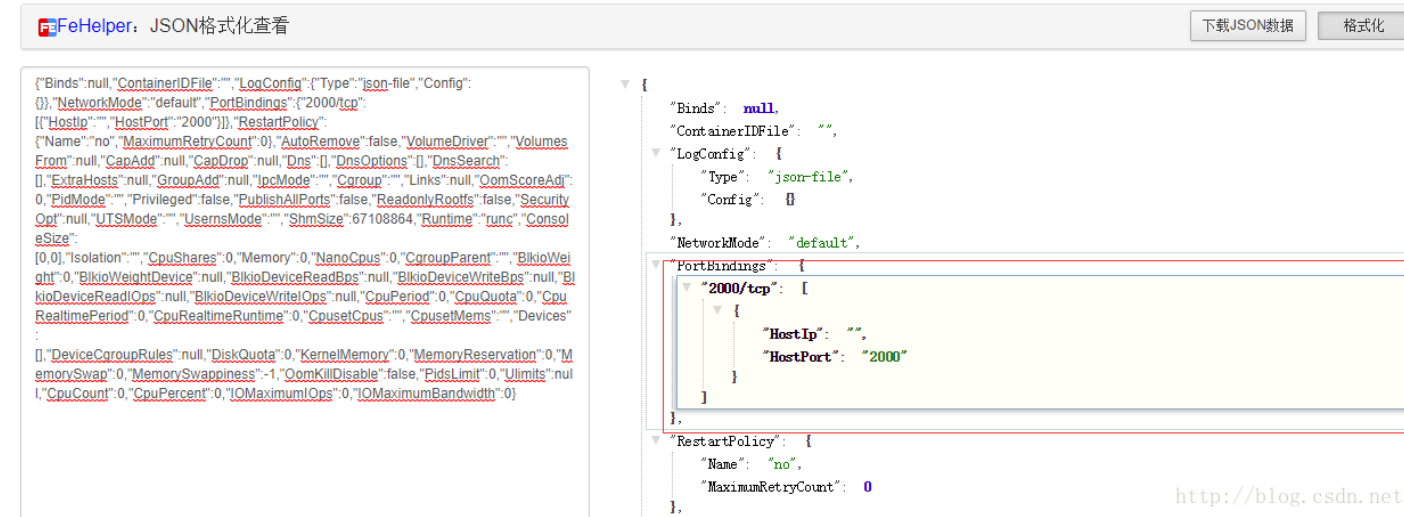 FeHelper：JSON格式化查看
下载JSON数据
格式化
{"Binds":null,"ContainerIDFile":"","LogConfig":{"Type":"json-file","Config":
{}},"NetworkMode":"default","PortBindings":{"2000/tcp":
[{"HostIp":"","HostPort":"2000"}]},"RestartPolicy":
{"Name":"no","MaximumRetryCount":0},"AutoRemove":false,"VolumeDriver":"","Volumes
From":null,"CapAdd":null,"CapDrop":null,"Dns":[],"DnsOptions":[],"DnsSearch":
[],"ExtraHosts":null,"GroupAdd":null,"IpcMode":"","Cgroup":"","Links":null,"OomScoreAdj":
0,"PidMode":"","Privileged":false,"PublishAllPorts":false,"ReadonlyRootfs":false,"Security
Opt":null,"UTSMode":"","UsernsMode":"","ShmSize":67108864,"Runtime":"runc","Consol
eSize":
[0,0],"Isolation":"","CpuShares":0,"Memory":0,"NanoCpus":0,"CgroupParent":"","BlkioWei
ght":0,"BlkioWeightDevice":null,"BlkioDeviceReadBps":null,"BlkioDeviceWriteBps":null,"Bl
kioDeviceReadIOps":null,"BlkioDeviceWriteIOps":null,"CpuPeriod":0,"CpuQuota":0,"Cpu
RealtimePeriod":0,"CpuRealtimeRuntime":0,"CpusetCpus":"","CpusetMems":"","Devices"
:
[],"DeviceCgroupRules":null,"DiskQuota":0,"KernelMemory":0,"MemoryReservation":0,"M
emorySwap":0,"MemorySwappiness":-1,"OomKillDisable":false,"PidsLimit":0,"Ulimits":nul
l,"CpuCount":0,"CpuPercent":0,"IOMaximumIOps":0,"IOMaximumBandwidth":0}
{
"Binds": null,
"ContainerIDFile": "",
"LogConfig": {
"Type": "json-file",
"Config": {}
},
"NetworkMode": "default",
"PortBindings": {
"2000/tcp": [
{
"HostIp": "",
"HostPort": "2000"
}
]
},
"RestartPolicy": {
"Name": "no",
"MaximumRetryCount": 0
},
http://blog.csdn.net